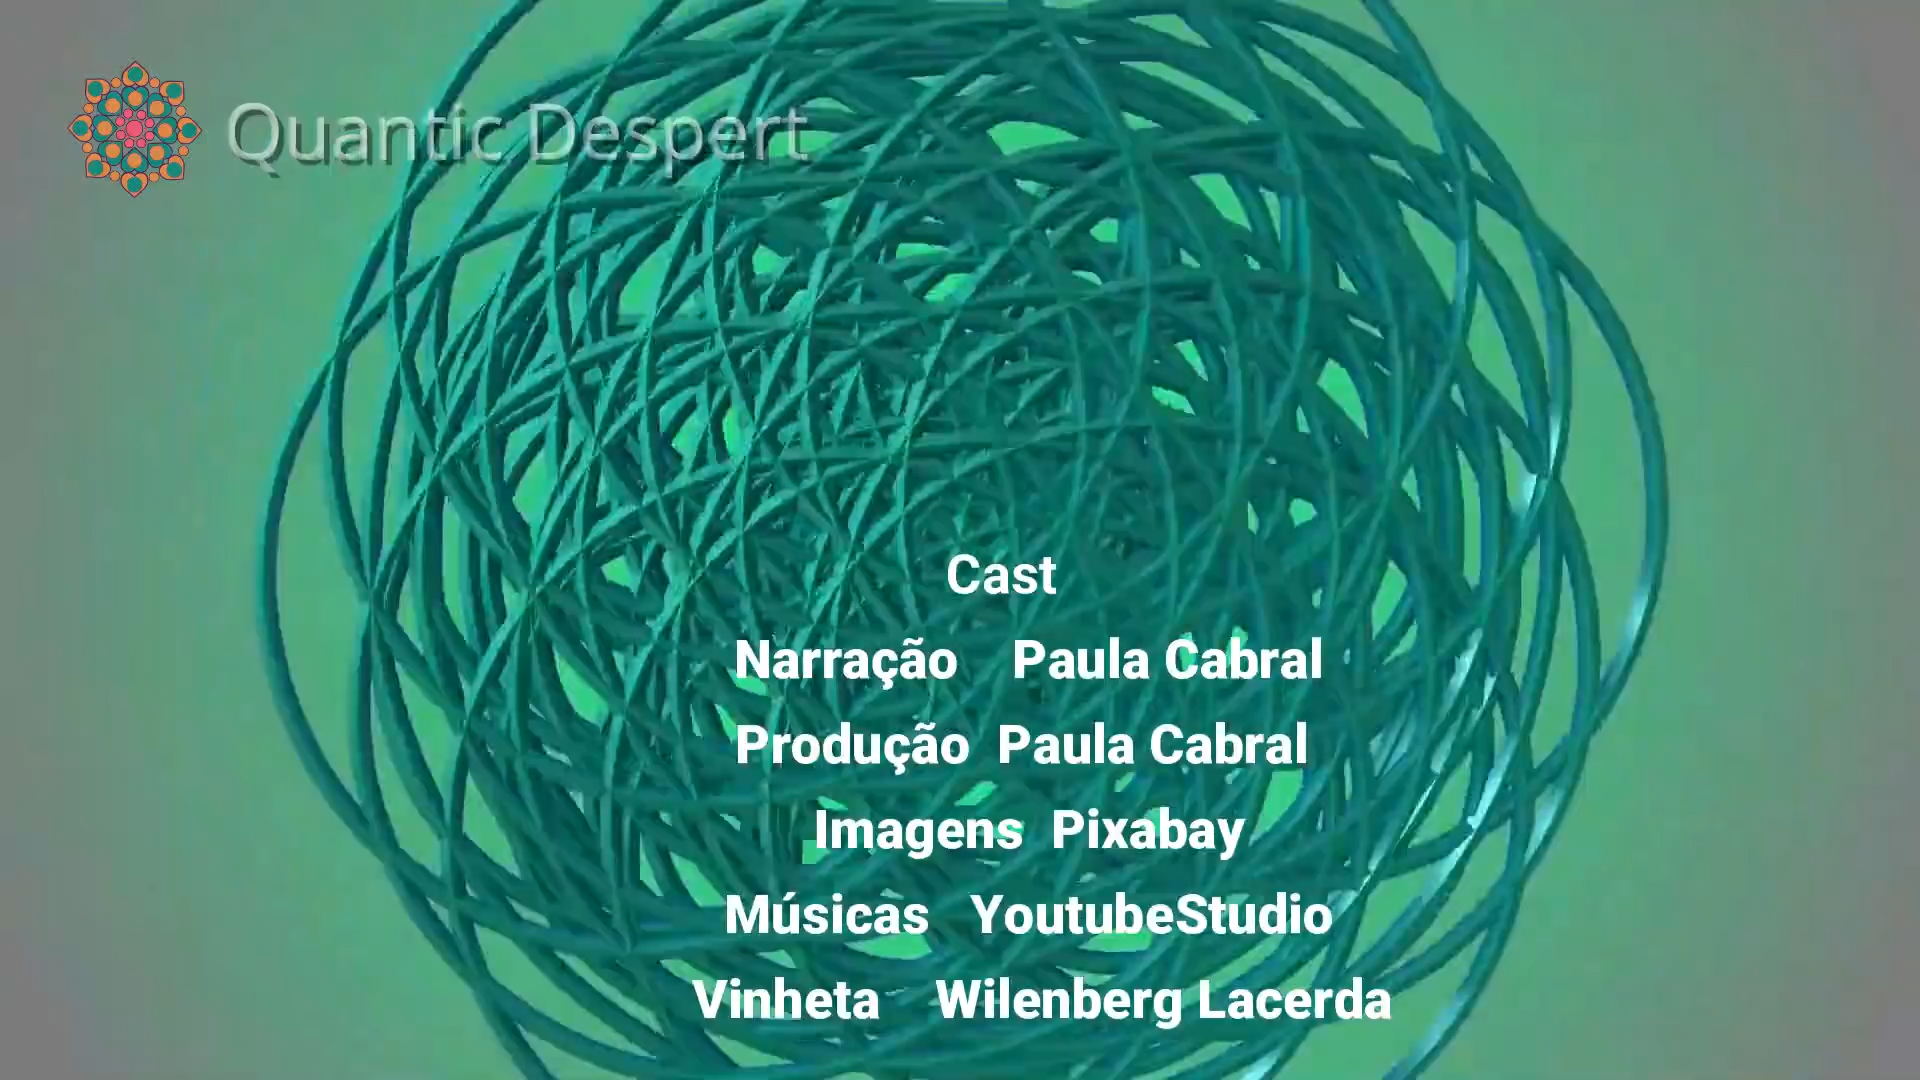 Quantic Despert
Cast
Narração Paula Cabral
Produção Paula Cabral
Imagens Pixabay
Músicas YoutubeStudio
Vinheta Wilenberg Lacerda